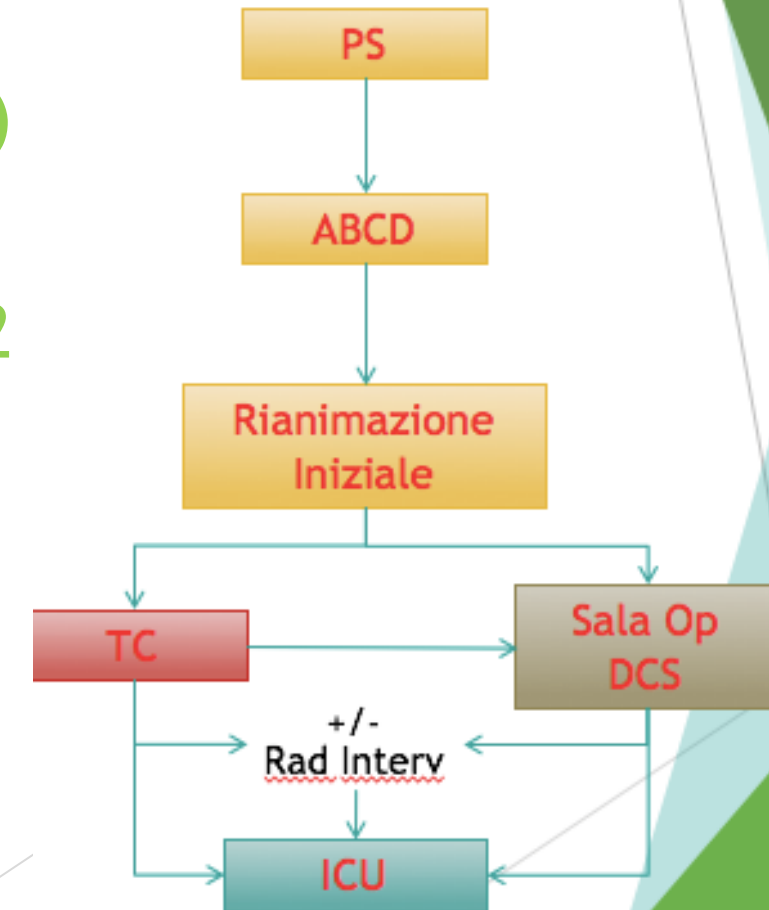 PS
ABCD
Rianimazione
Iniziale
TC
Sala Op
DCS
+/-
Rad Interv
ICU